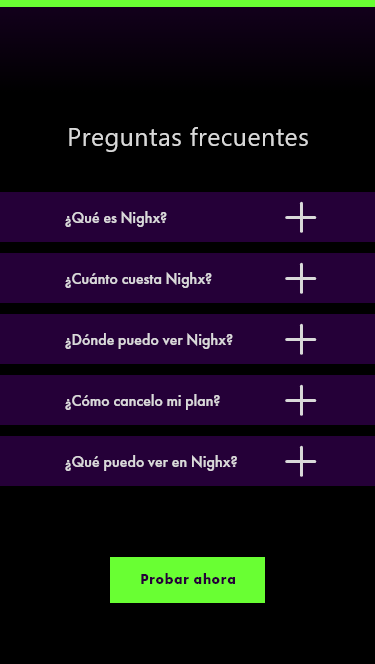 Preguntas frecuentes
¿Qué es Nighx?
¿Cuánto cuesta Nighx?
¿Dónde puedo ver Nighx?
¿Cómo cancelo mi plan?
¿Qué puedo ver en Nighx?
Probar ahora